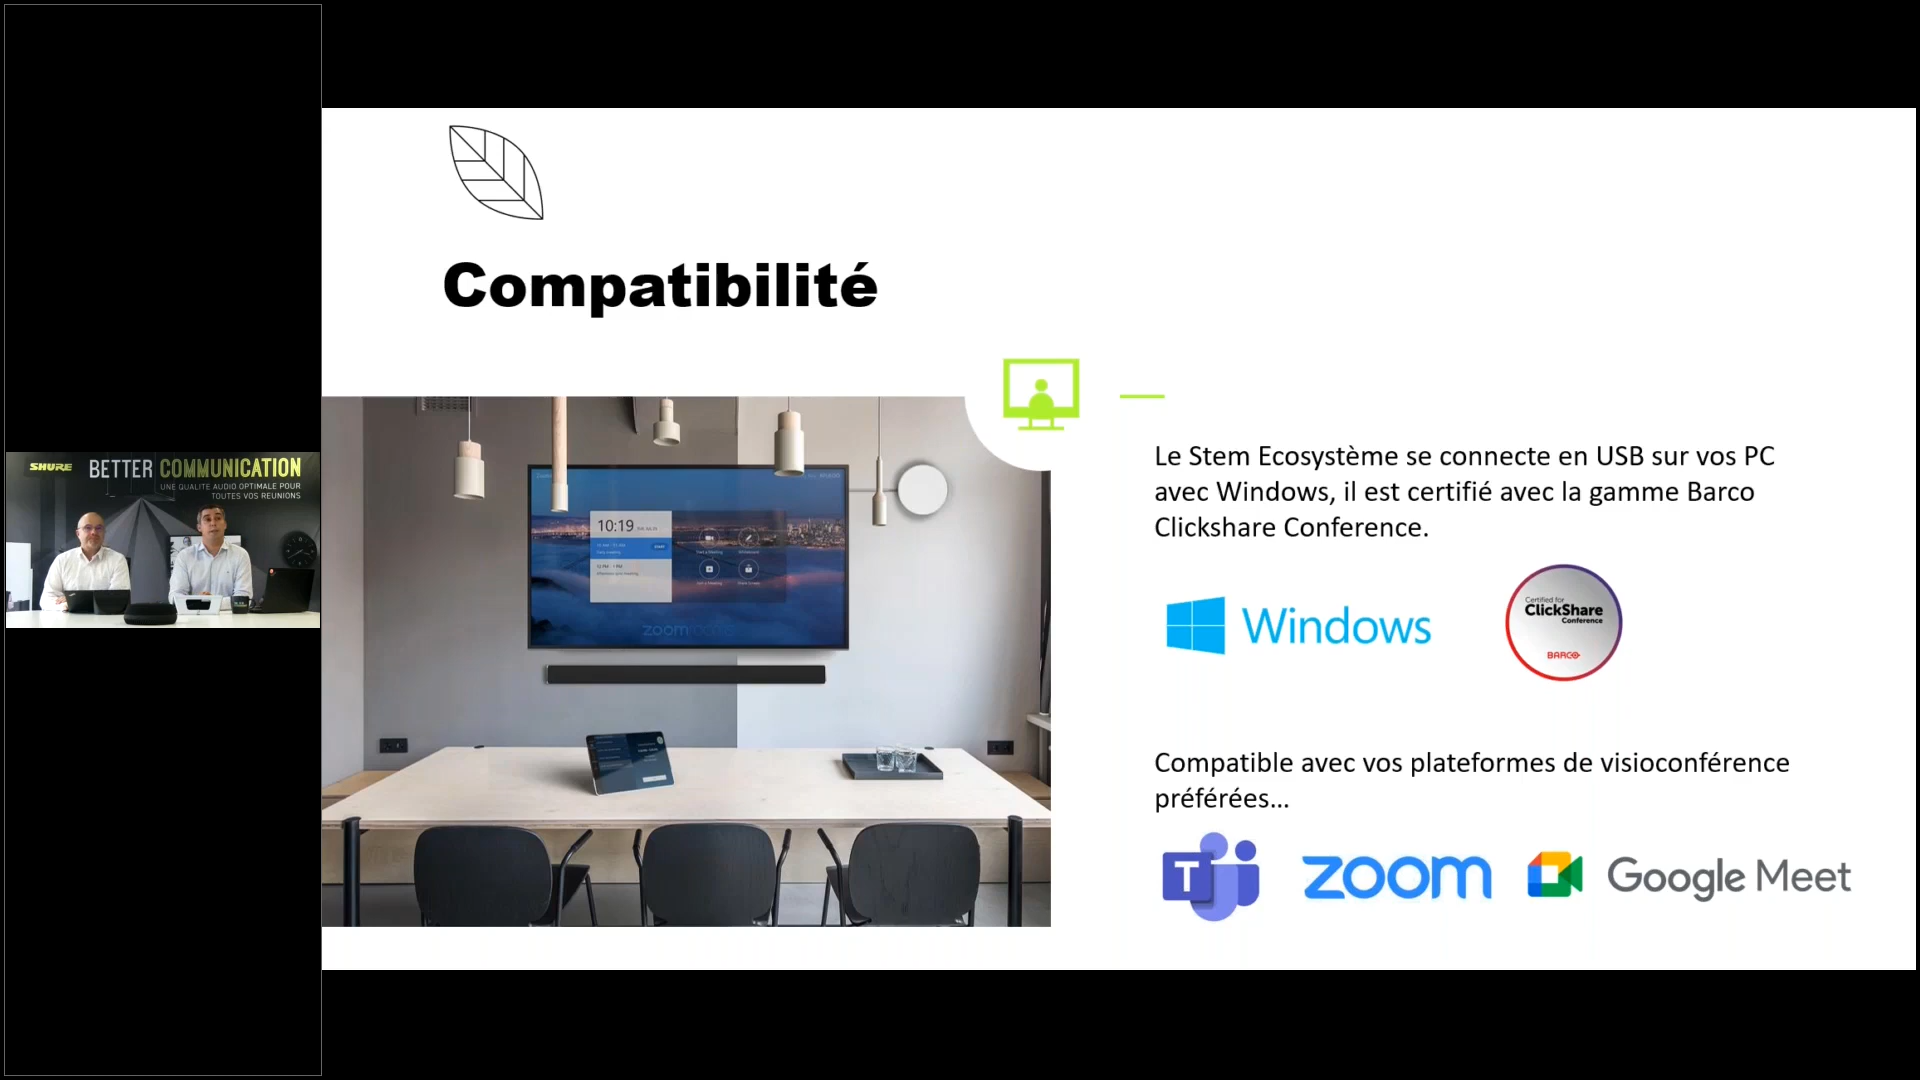 SHURE
BETTER COMMUNICATION
UNE QUALITE AUDIO OPTIMALE POUR
TOUTES VOS REUNIONS
Compatibilité
10:19
zoom
Le Stem Ecosystème se connecte en USB sur vos PC
avec Windows, il est certifié avec la gamme Barco
Clickshare Conference.
Windows
Certified for
ClickShare
Conference
BARCO
Compatible avec vos plateformes de visioconférence
préférées...
T
zoom
Google Meet